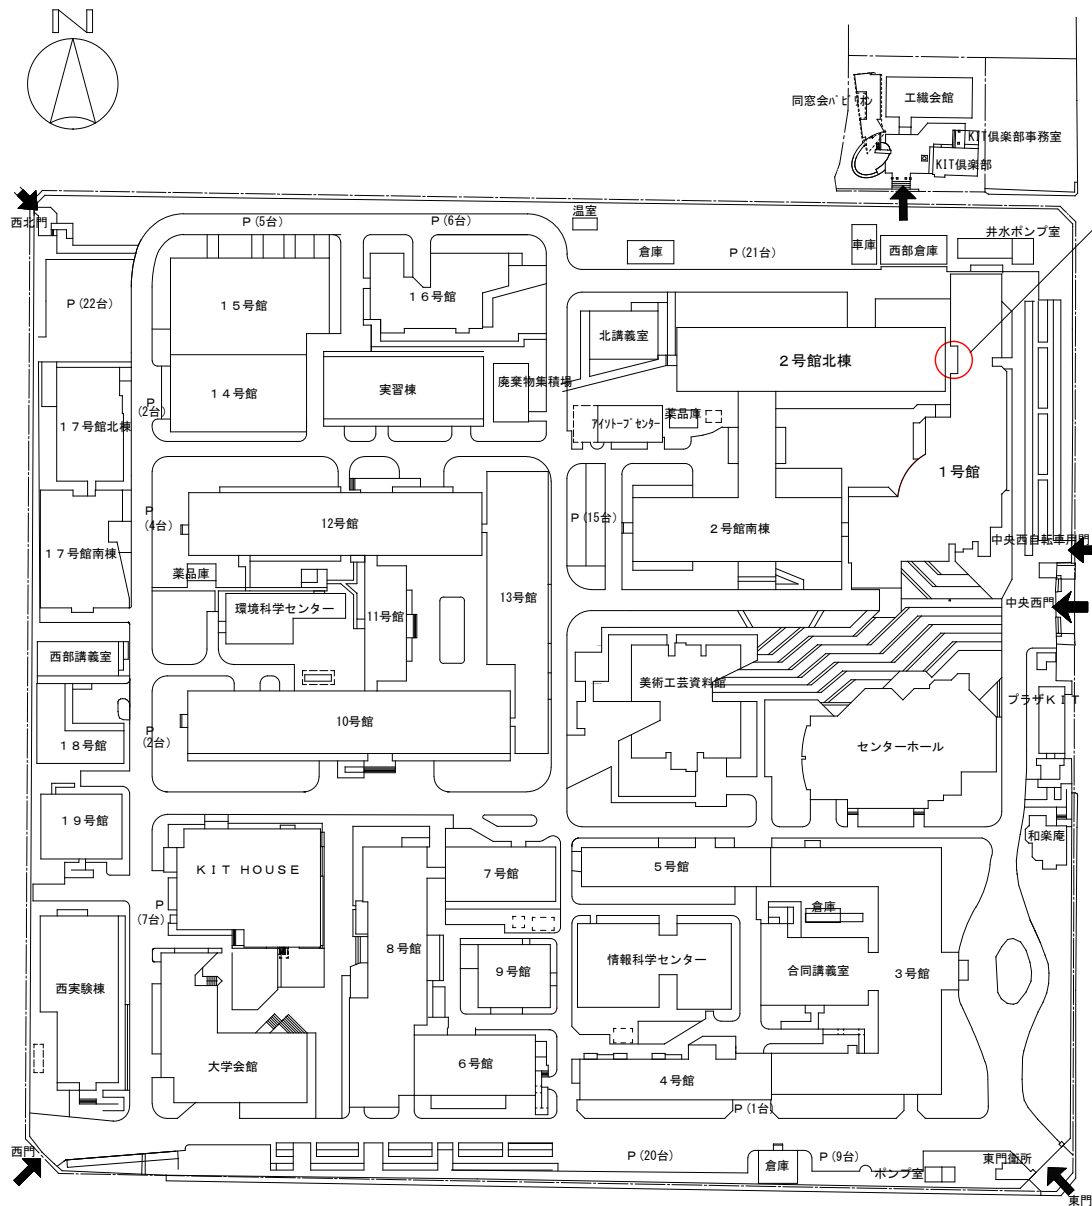 N
同窓会パビリオン
工繊会館
KIT倶楽部事務室
KIT倶楽部
西北門
P(5台)
P(6台)
温室
倉庫
P(21台)
車庫
西部倉庫
井水ポンプ室
P(22台)
15号館
16号館
北講義室
2号館北棟
14号館
実習棟
廃棄物集積場
P
(2台)
17号館北棟
アイソトープセンター
薬品庫
1号館
P
(4台)
12号館
P(15台)
2号館南棟
中央西自転車用門
17号館南棟
薬品庫
環境科学センター
11号館
13号館
中央西門
西部講義室
美術工芸資料館
プラザKIT
10号館
P
(2台)
18号館
センターホール
19号館
和楽庵
KIT HOUSE
7号館
5号館
P
(7台)
倉庫
8号館
9号館
情報科学センター
合同講義室
3号館
西実験棟
大学会館
6号館
4号館
P(1台)
西門
P(20台)
倉庫
P(9台)
ポンプ室
東門衛所
東門